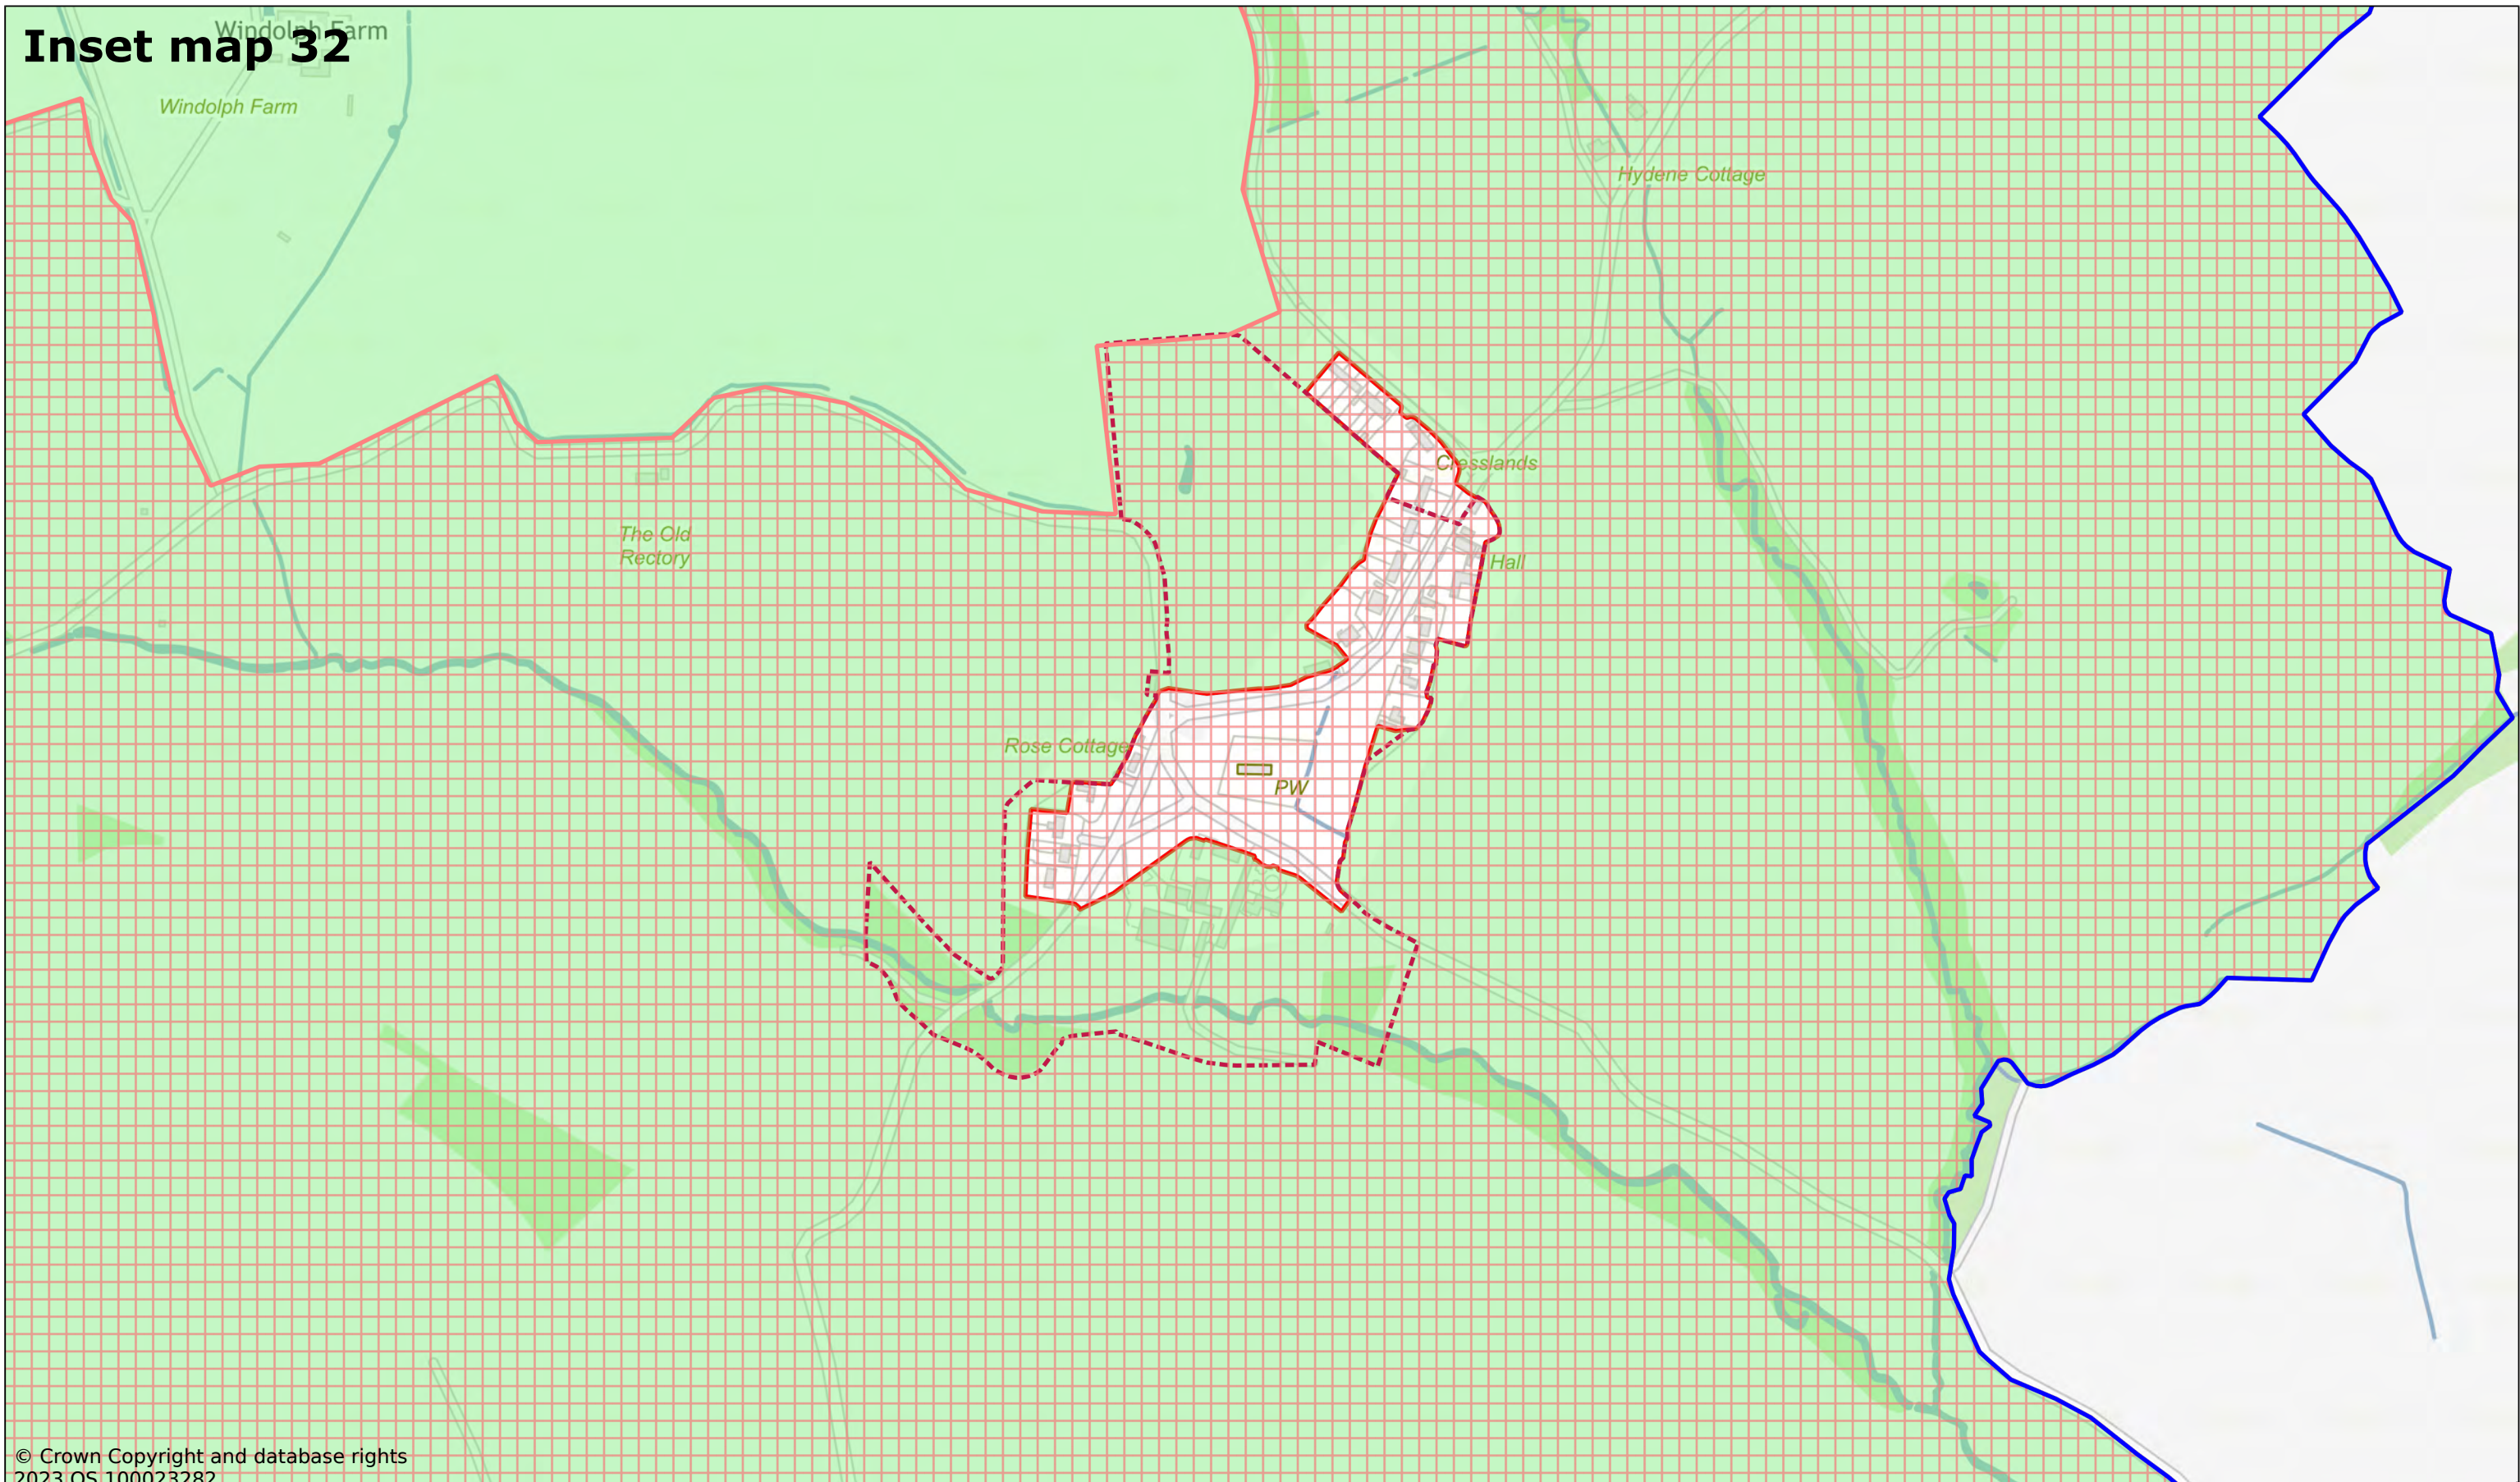 Windolph Farm
Inset map 32
Windolph Farm
Hydene Cottage
Cresslands
The Old
Rectory
Hall
Rose Cottage
PW
© Crown Copyright and database rights
2023 OS 100023282